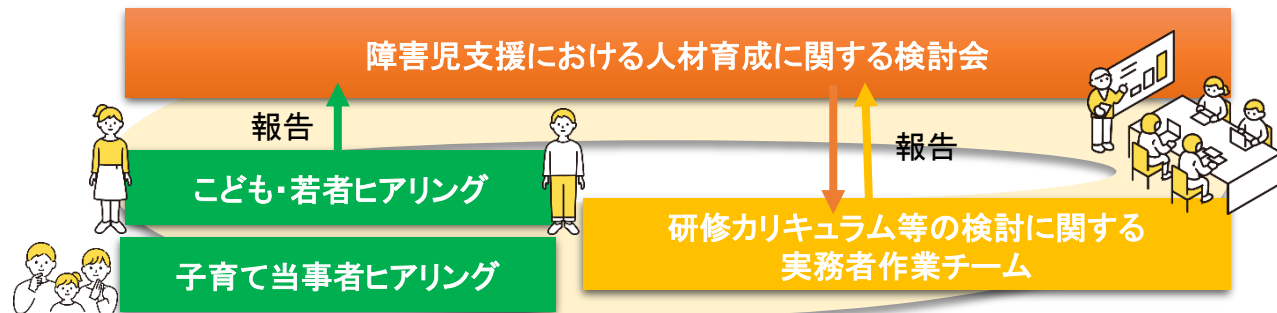 障害児支援における人材育成に関する検討会
報告
報告
こども・若者ヒアリング
研修カリキュラム等の検討に関する
実務者作業チーム
子育て当事者ヒアリング